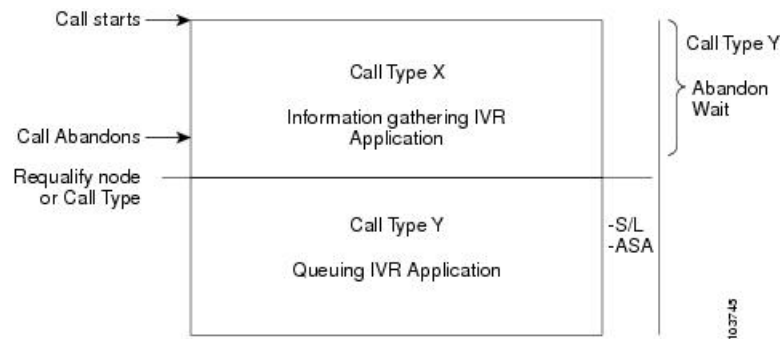 Call starts
Call Type X
Information gathering IVR
Application
Call Abandons
Requalify node
or Call Type
Call Type Y
Queuing IVR Application
-S/L
-ASA
Call Type Y
Abandon
Wait
103745